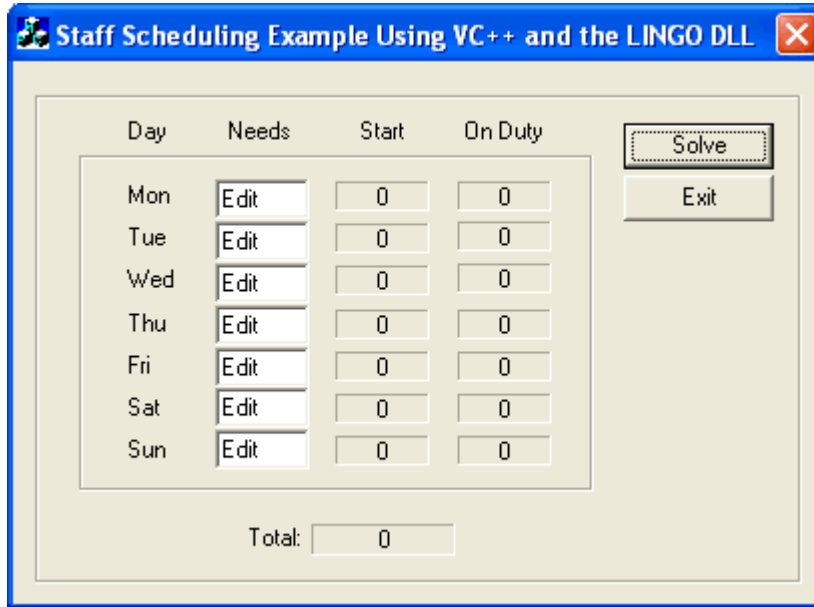 Staff Scheduling Example Using VC++ and the LINGO DLL
Day Needs Start On Duty
Solve
Mon Edit 0 0
Exit
Tue Edit 0 0
Wed Edit 0 0
Thu Edit 0 0
Fri Edit 0 0
Sat Edit 0 0
Sun Edit 0 0
Total: 0